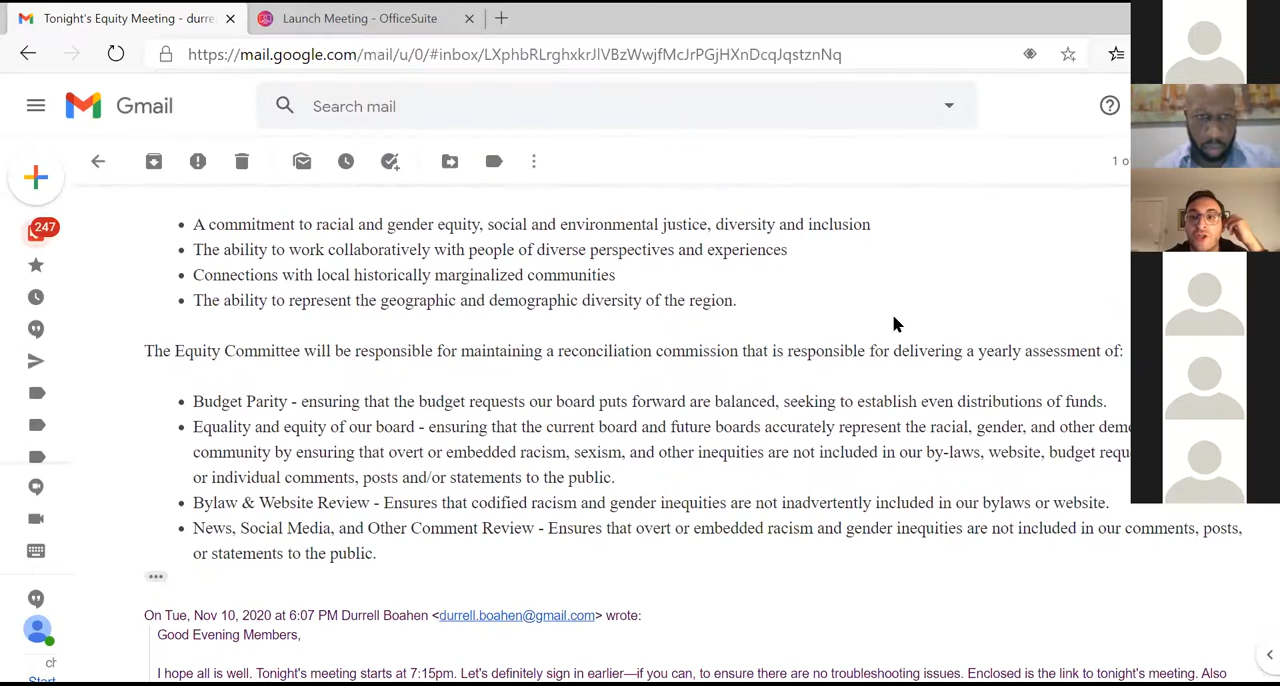 Tonight's Equity Meeting - durre
Launch Meeting - OfficeSuite
https://mail.google.com/mail/u/0/#inbox/LXphbRLrghxkrJlVBzWwjfMcJrPGjHXnDcqJqstznNq
Gmail
Search mail
1 o
247
A commitment to racial and gender equity, social and environmental justice, diversity and inclusion
The ability to work collaboratively with people of diverse perspectives and experiences
Connections with local historically marginalized communities
The ability to represent the geographic and demographic diversity of the region.
The Equity Committee will be responsible for maintaining a reconciliation commission that is responsible for delivering a yearly assessment of:
Budget Parity - ensuring that the budget requests our board puts forward are balanced, seeking to establish even distributions of funds.
Equality and equity of our board - ensuring that the current board and future boards accurately represent the racial, gender, and other demo
community by ensuring that overt or embedded racism, sexism, and other inequities are not included in our by-laws, website, budget requ
or individual comments, posts and/or statements to the public.
Bylaw & Website Review - Ensures that codified racism and gender inequities are not inadvertently included in our bylaws or website.
News, Social Media, and Other Comment Review - Ensures that overt or embedded racism and gender inequities are not included in our comments, posts,
or statements to the public.
On Tue, Nov 10, 2020 at 6:07 PM Durrell Boahen <durrell.boahen@gmail.com> wrote:
Good Evening Members,
I hope all is well. Tonight's meeting starts at 7:15pm. Let's definitely sign in earlier—if you can, to ensure there are no troubleshooting issues. Enclosed is the link to tonight's meeting. Also
ch
Start